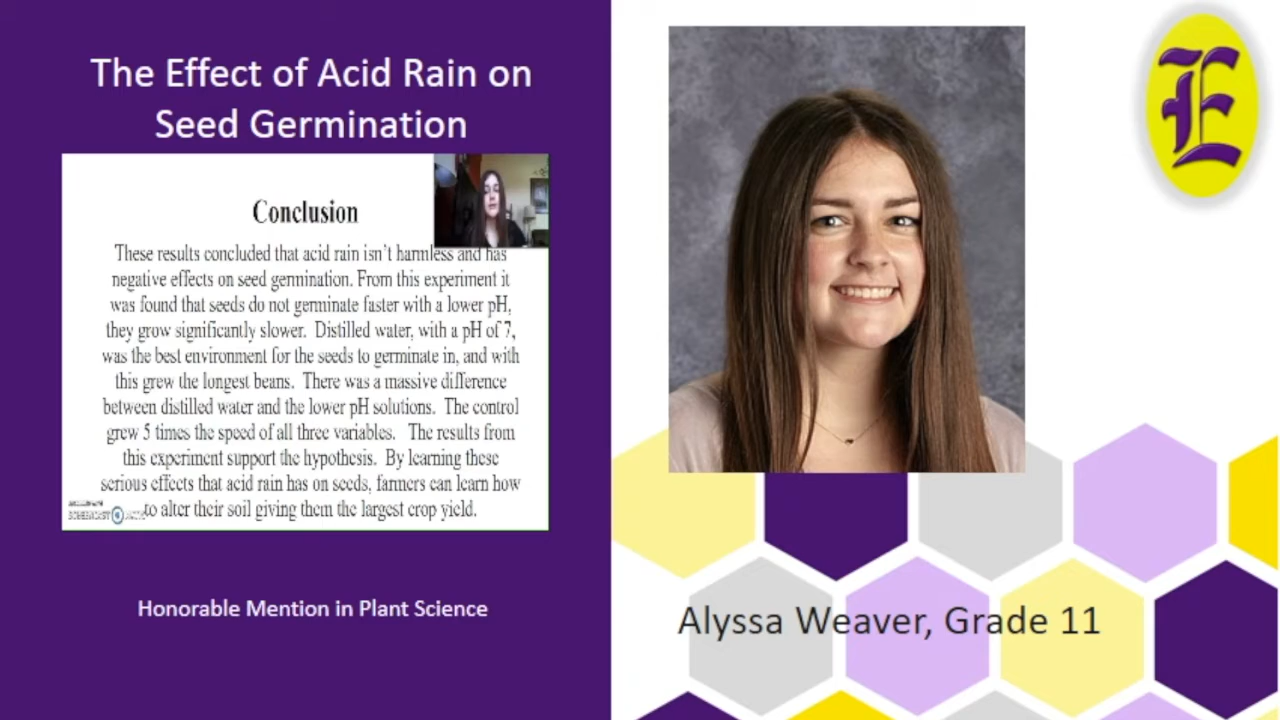 The Effect of Acid Rain on
Seed Germination
Conclusion
These results concluded that acid rain isn't harmless and has
negative effects on seed germination. From this experiment it
was found that seeds do not germinate faster with a lower pH,
they grow significantly slower. Distilled water, with a pH of 7,
was the best environment for the seeds to germinate in, and with
this grew the longest beans. There was a massive difference
between distilled water and the lower pH solutions. The control
grew 5 times the speed of all three variables. The results from
this experiment support the hypothesis. By learning these
serious effects that acid rain has on seeds, farmers can learn how
to alter their soil giving them the largest crop yield.
Honorable Mention in Plant Science
E
Alyssa Weaver, Grade 11